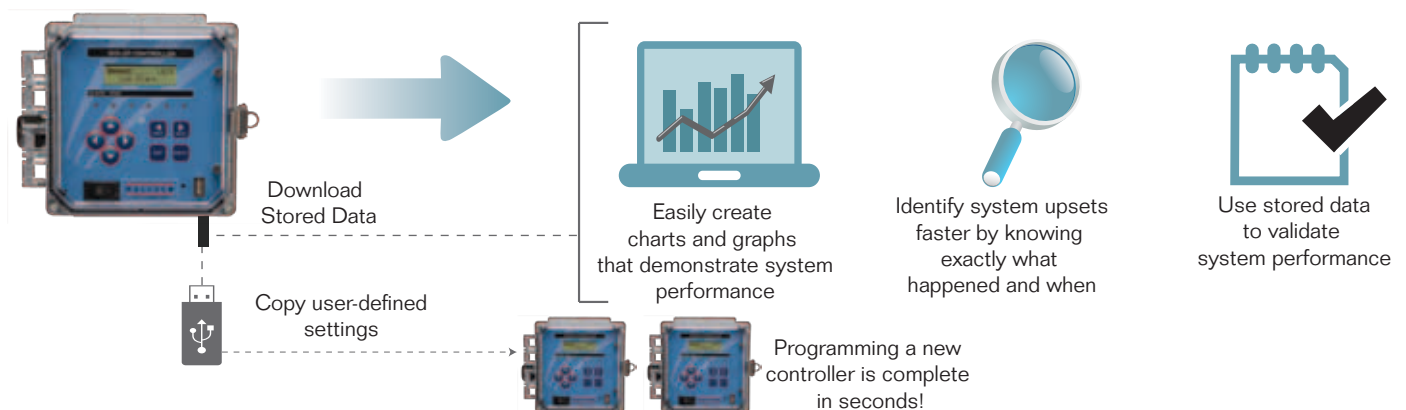 Download
Stored Data
Easily create
charts and graphs
that demonstrate system
performance
Identify system upsets
faster by knowing
exactly what
happened and when
Use stored data
to validate
system performance
Copy user-defined
settings
Programming a new
controller is complete
in seconds!